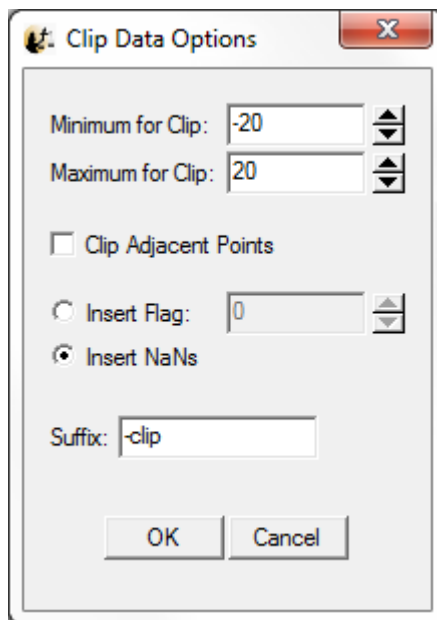 Clip Data Options
Minimum for Clip: -20
Maximum for Clip: 20
Clip Adjacent Points
Insert Flag: 0
Insert NaNs
Suffix: -clip
OK Cancel